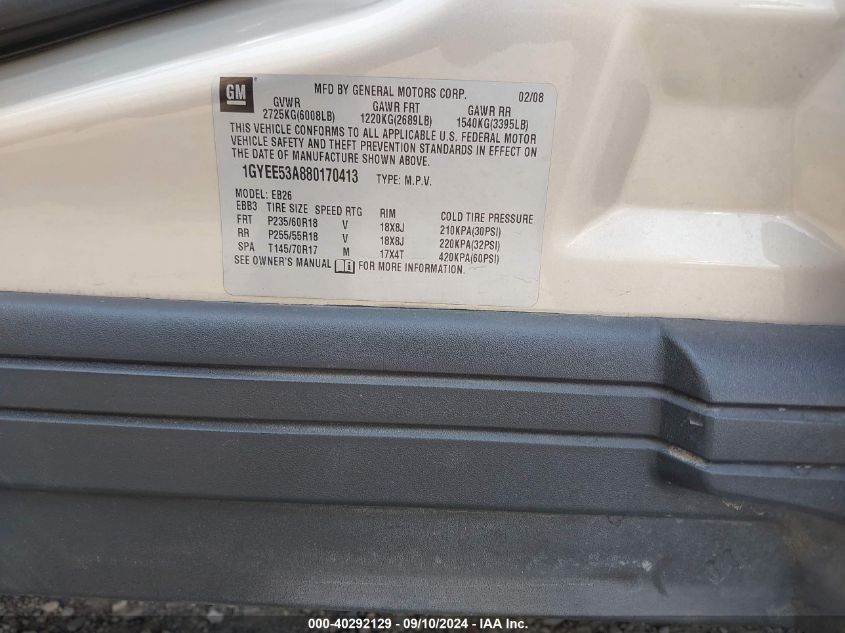 GM
MFD BY GENERAL MOTORS CORP. 02/08
GVWR GAWR FRT GAWR RR
2725KG(6008LB) 1220KG(2689LB) 1540KG(3395LB)
THIS VEHICLE CONFORMS TO ALL APPLICABLE U.S. FEDERAL MOTOR
VEHICLE SAFETY AND THEFT PREVENTION STANDARDS IN EFFECT ON
THE DATE OF MANUFACTURE SHOWN ABOVE.
1GYEE53A880170413 TYPE: M.P.V.
MODEL: EB26
EBB3 TIRE SIZE SPEED RTG RIM COLD TIRE PRESSURE
FRT P235/60R18 V 18X8J 210KPA(30PSI)
RR P255/55R18 V 18X8J 220KPA(32PSI)
SPA T145/70R17 M 17X4T 420KPA(60PSI)
SEE OWNER'S MANUAL i FOR MORE INFORMATION.
000-40292129 - 09/10/2024 - IAAI.com